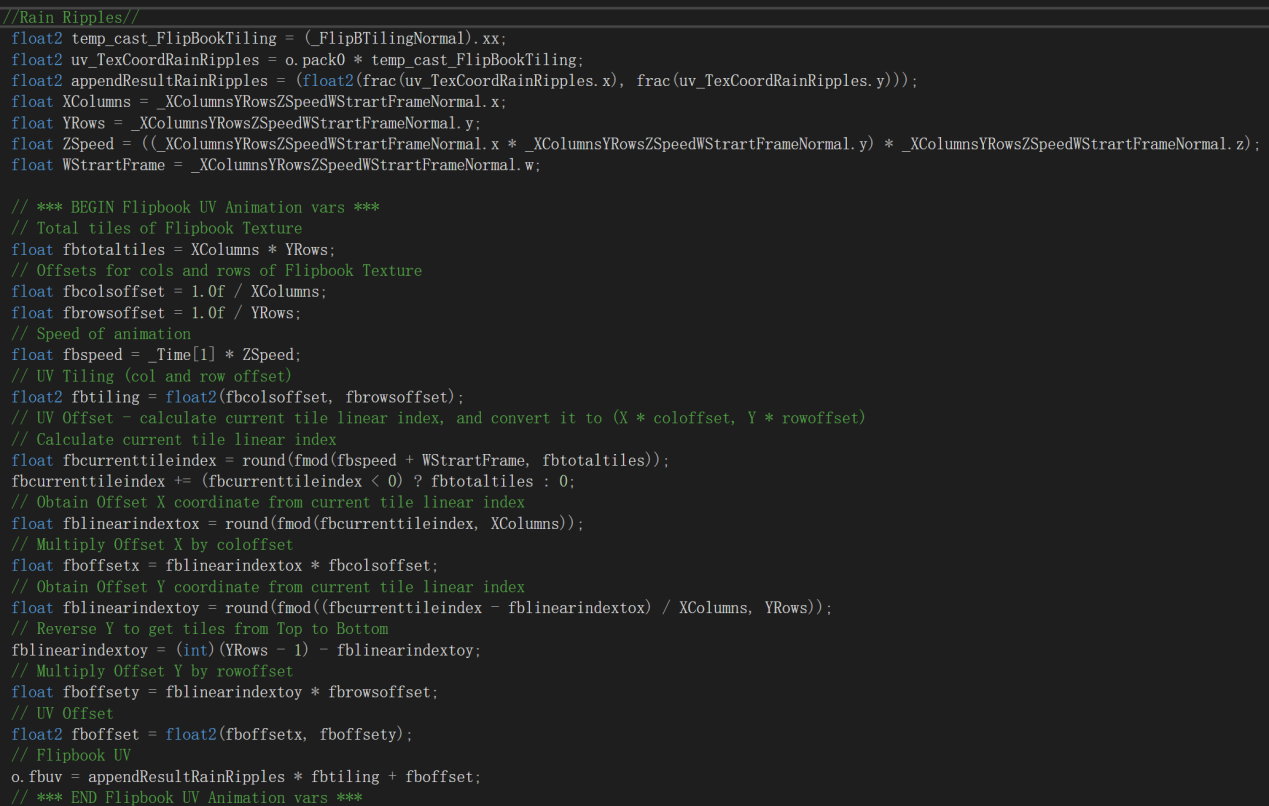 //Rain Ripples//
float2 temp_cast_FlipBookTiling = (_FlipBTilingNormal).xx;
float2 uv_TexCoordRainRipples = o.pack0 * temp_cast_FlipBookTiling;
float2 appendResultRainRipples = (float2(frac(uv_TexCoordRainRipples.x), frac(uv_TexCoordRainRipples.y)));
float XColumns = _XColumnsYRowsZSpeedWStrartFrameNormal.x;
float YRows = _XColumnsYRowsZSpeedWStrartFrameNormal.y;
float ZSpeed = ((_XColumnsYRowsZSpeedWStrartFrameNormal.x * _XColumnsYRowsZSpeedWStrartFrameNormal.y) * _XColumnsYRowsZSpeedWStrartFrameNormal.z);
float WStrartFrame = _XColumnsYRowsZSpeedWStrartFrameNormal.w;
// *** BEGIN Flipbook UV Animation vars ***
// Total tiles of Flipbook Texture
float fbtotaltiles = XColumns * YRows;
// Offsets for cols and rows of Flipbook Texture
float fbcolsoffset = 1.0f / XColumns;
float fbrowsoffset = 1.0f / YRows;
// Speed of animation
float fbspeed = _Time[1] * ZSpeed;
// UV Tiling (col and row offset)
float2 fbtiling = float2(fbcolsoffset, fbrowsoffset);
// UV Offset - calculate current tile linear index, and convert it to (X * coloffset, Y * rowoffset)
// Calculate current tile linear index
float fbcurrenttileindex = round(fmod(fbspeed + WStrartFrame, fbtotaltiles));
fbcurrenttileindex += (fbcurrenttileindex < 0) ? fbtotaltiles : 0;
// Obtain Offset X coordinate from current tile linear index
float fblinearindextox = round(fmod(fbcurrenttileindex, XColumns));
// Multiply Offset X by coloffset
float fboffsetx = fblinearindextox * fbcolsoffset;
// Obtain Offset Y coordinate from current tile linear index
float fblinearindextoy = round(fmod((fbcurrenttileindex - fblinearindextox) / XColumns, YRows));
// Reverse Y to get tiles from Top to Bottom
fblinearindextoy = (int)(YRows - 1) - fblinearindextoy;
// Multiply Offset Y by rowoffset
float fboffsety = fblinearindextoy * fbrowsoffset;
// UV Offset
float2 fboffset = float2(fboffsetx, fboffsety);
// Flipbook UV
o.fbuv = appendResultRainRipples * fbtiling + fboffset;
// *** END Flipbook UV Animation vars ***